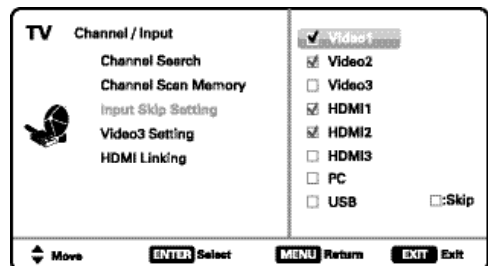 TV Channel / Input
Channel Search
Channel Scan Memory
Input Skip Setting
Video3 Setting
HDMI Linking
Video1
Video2
Video3
HDMI1
HDMI2
HDMI3
PC
USB :Skip
Move ENTER Select MENU Return EXIT Exit